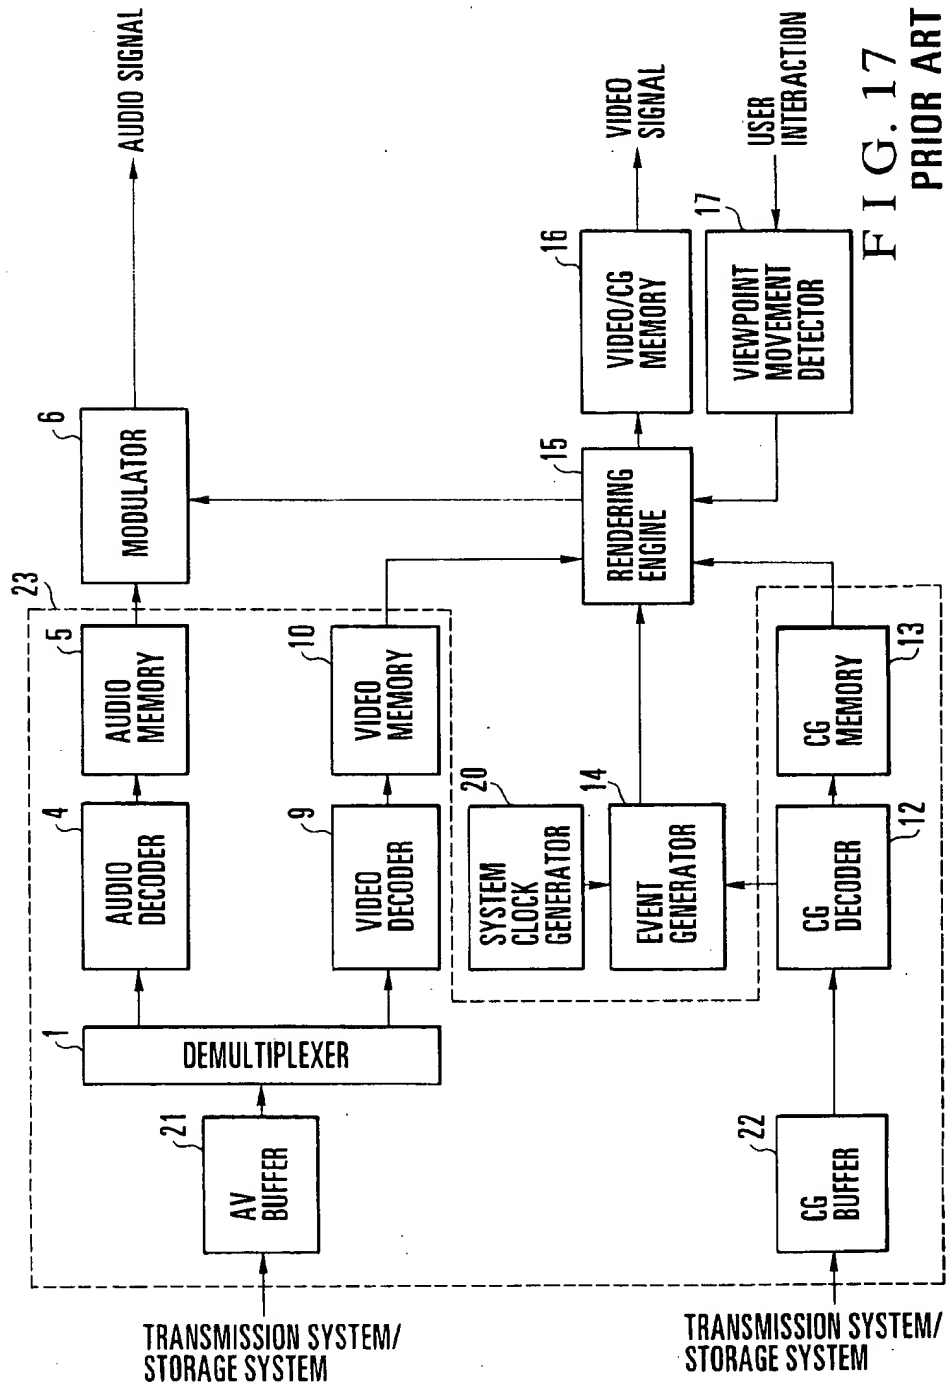 TRANSMISSION SYSTEM/
STORAGE SYSTEM
21
AV
BUFFER
1
DEMULTIPLEXER
4
AUDIO
DECODER
5
AUDIO
MEMORY
23
6
MODULATOR
AUDIO SIGNAL
9
VIDEO
DECODER
10
VIDEO
MEMORY
20
SYSTEM
CLOCK
GENERATOR
14
EVENT
GENERATOR
15
RENDERING
ENGINE
16
VIDEO/CG
MEMORY
VIDEO
SIGNAL
17
VIEWPOINT
MOVEMENT
DETECTOR
USER
INTERACTION
TRANSMISSION SYSTEM/
STORAGE SYSTEM
22
CG
BUFFER
12
CG
DECODER
13
CG
MEMORY
FIG. 17
PRIOR ART